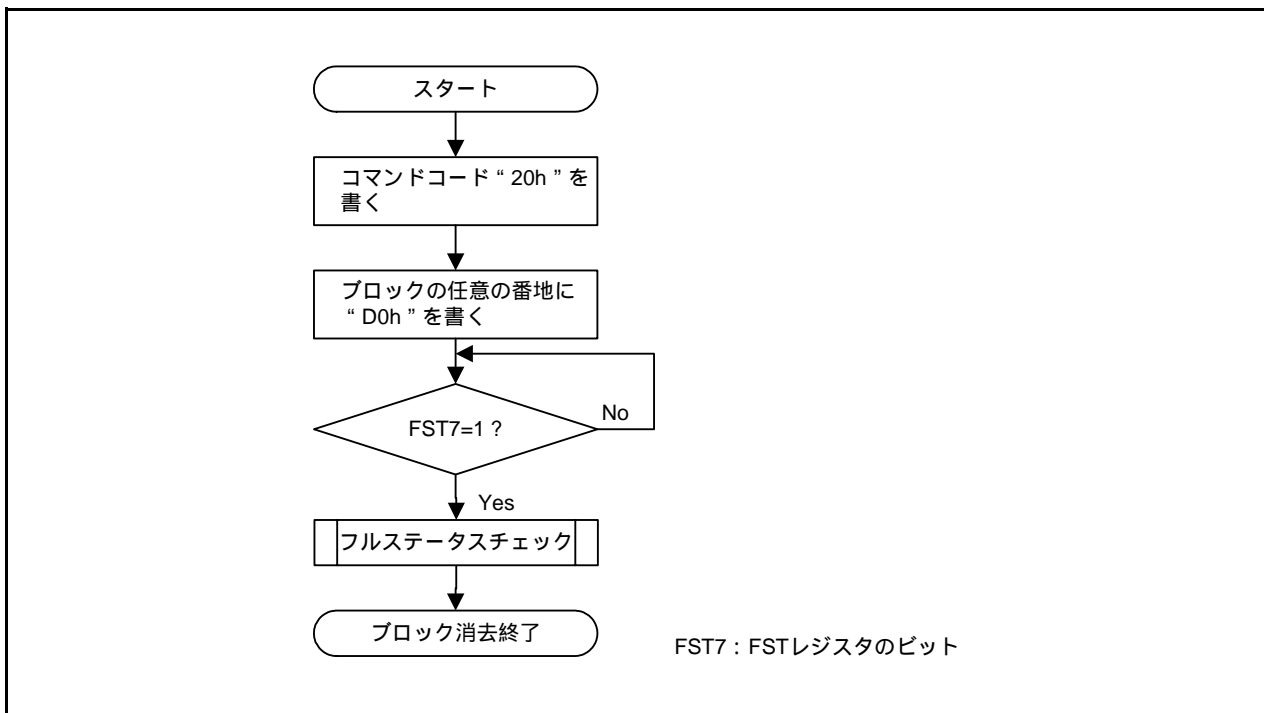 スタート
コマンドコード“20h”を
書く
ブロックの任意の番地に
“D0h”を書く
FST7=1 ?
No
Yes
フルステータスチェック
ブロック消去終了
FST7:FSTレジスタのビット